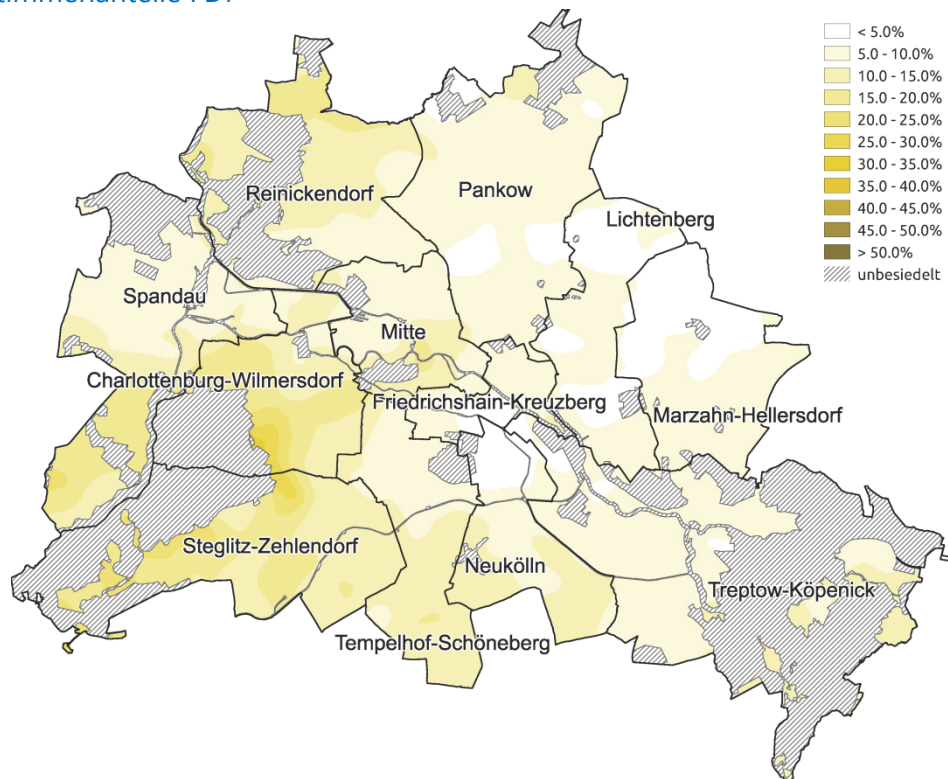 < 5.0%
5.0 - 10.0%
10.0 - 15.0%
15.0 - 20.0%
20.0 - 25.0%
25.0 - 30.0%
30.0 - 35.0%
35.0 - 40.0%
40.0 - 45.0%
45.0 - 50.0%
> 50.0%
unbesiedelt
Reinickendorf
Pankow
Lichtenberg
Spandau
Mitte
Charlottenburg-Wilmersdorf
Friedrichshain-Kreuzberg
Marzahn-Hellersdorf
Steglitz-Zehlendorf
Neukölln
Treptow-Köpenick
Tempelhof-Schöneberg